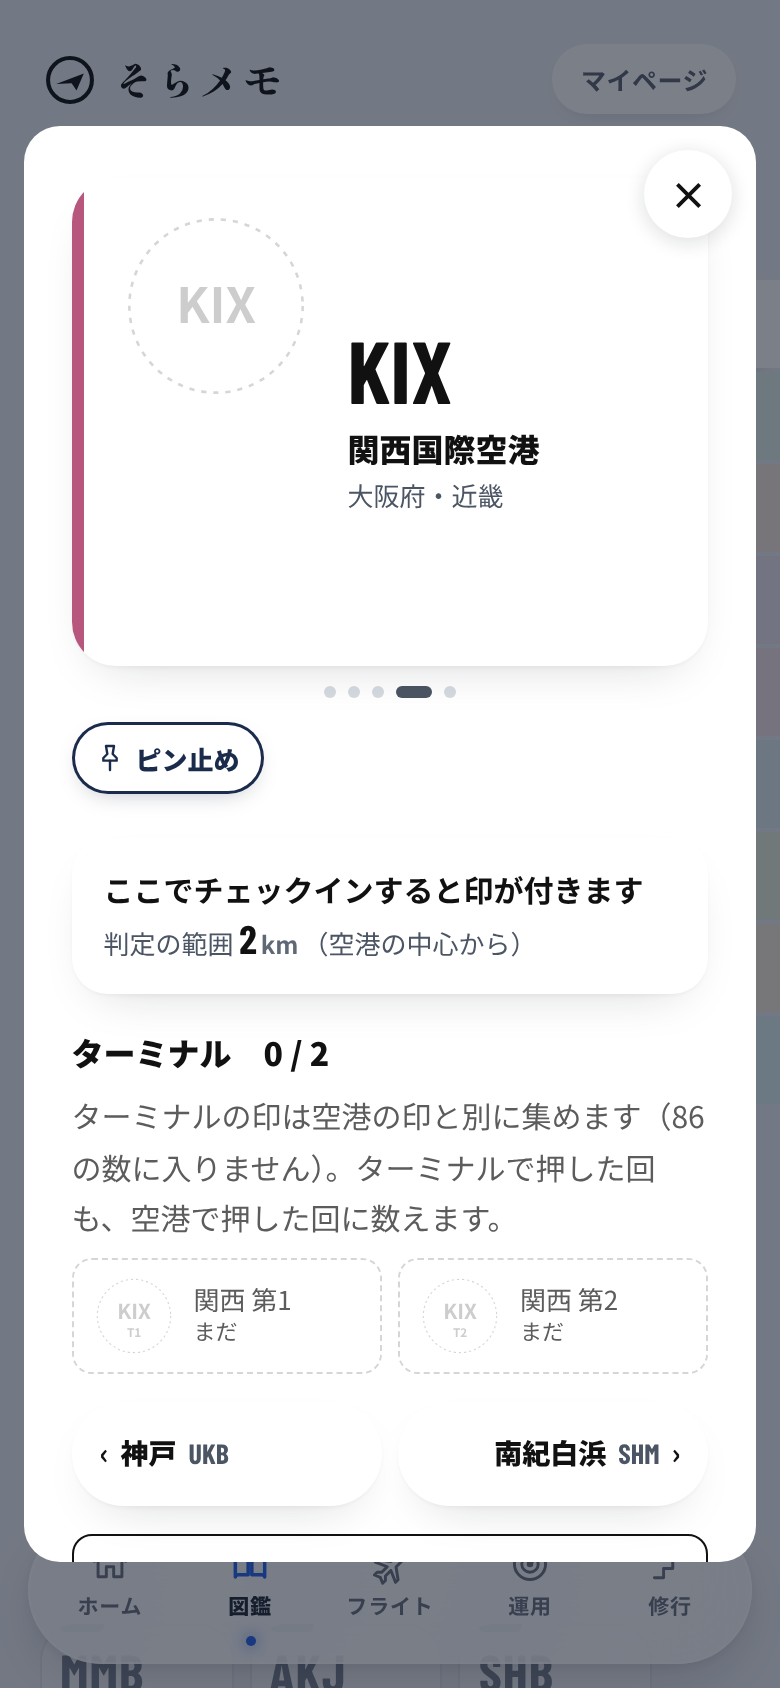 そらメモ
マイページ
×
KIX
KIX
関西国際空港
大阪府・近畿
ピン止め
ここでチェックインすると印が付きます
判定の範囲 2 km （空港の中心から）
ターミナル 0 / 2
ターミナルの印は空港の印と別に集めます（86
の数に入りません）。ターミナルで押した回
も、空港で押した回に数えます。
KIX
T1
関西 第1
まだ
KIX
T2
関西 第2
まだ
‹ 神戸 UKB
南紀白浜 SHM ›
ホーム
図鑑
フライト
運用
修行
MMB
AKJ
SHB